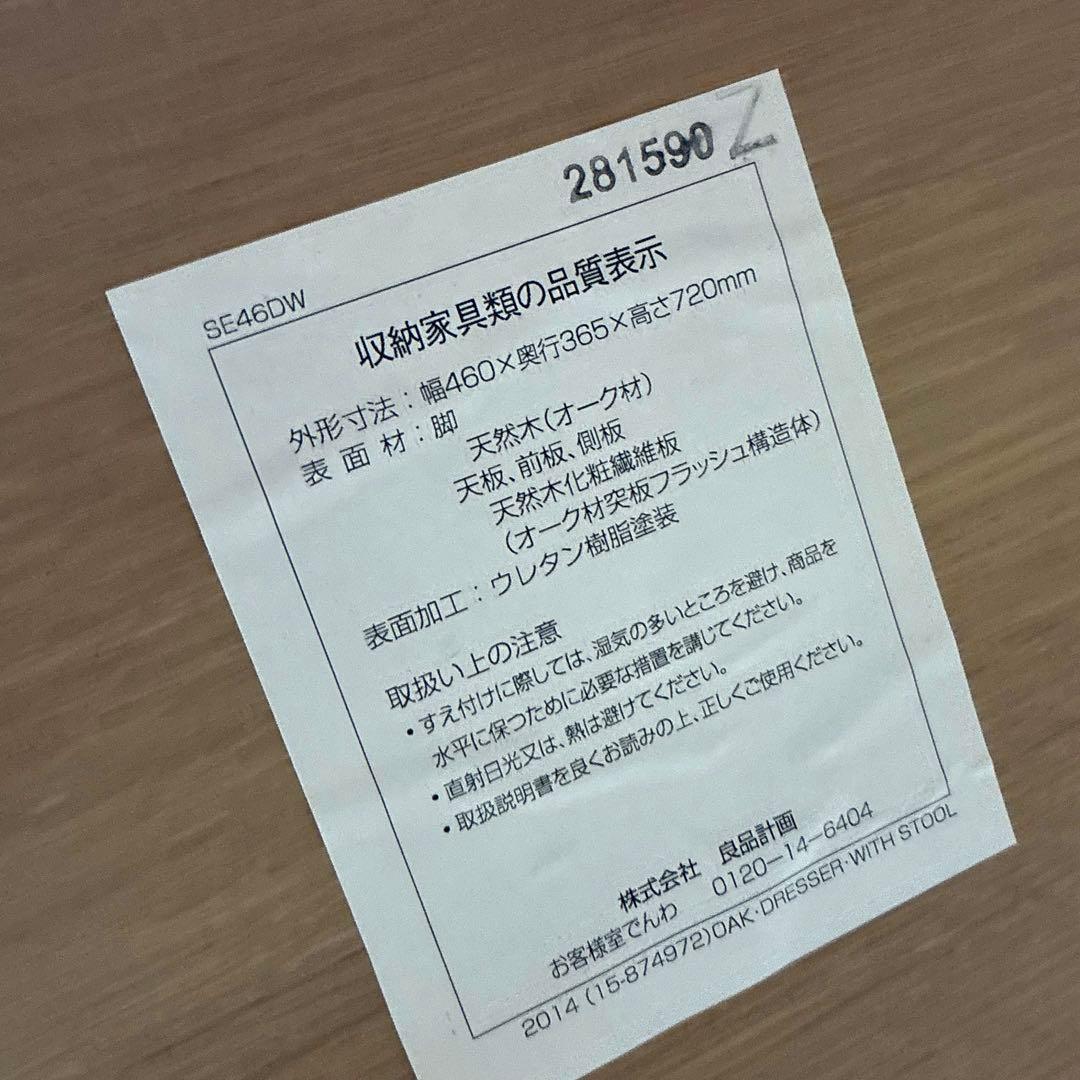 281590 Z
SE46DW
収納家具類の品質表示
外形寸法：幅460×奥行365×高さ720mm
表面材：脚
天然木（オーク材）
天板、前板、側板
天然木化粧繊維板
（オーク材突板フラッシュ構造体）
表面加工：ウレタン樹脂塗装
取扱い上の注意
・すえ付けに際しては、湿気の多いところを避け、商品を
水平に保つために必要な措置を講じてください。
・直射日光又は、熱は避けてください。
・取扱説明書を良くお読みの上、正しくご使用ください。
株式会社 良品計画
お客様室でんわ 0120-14-6404
2014（15-874972）OAK・DRESSER・WITH STOOL